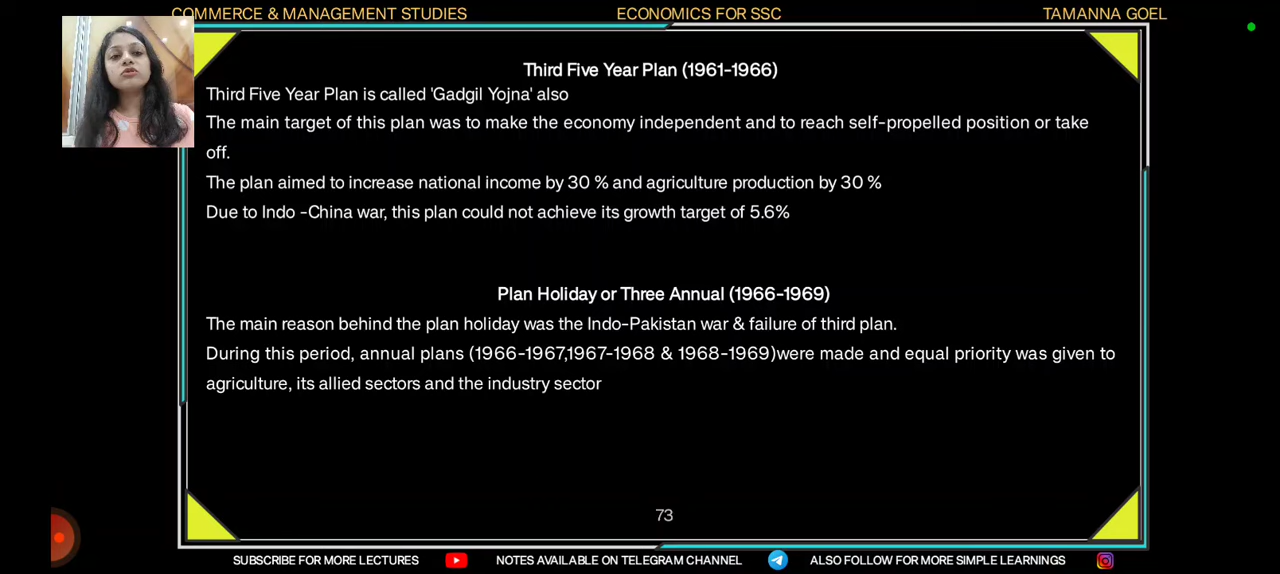 COMMERCE & MANAGEMENT STUDIES
ECONOMICS FOR SSC
TAMANNA GOEL
Third Five Year Plan (1961-1966)
Third Five Year Plan is called 'Gadgil Yojna' also
The main target of this plan was to make the economy independent and to reach self-propelled position or take
off.
The plan aimed to increase national income by 30 % and agriculture production by 30 %
Due to Indo -China war, this plan could not achieve its growth target of 5.6%
Plan Holiday or Three Annual (1966-1969)
The main reason behind the plan holiday was the Indo-Pakistan war & failure of third plan.
During this period, annual plans (1966-1967,1967-1968 & 1968-1969)were made and equal priority was given to
agriculture, its allied sectors and the industry sector
73
SUBSCRIBE FOR MORE LECTURES
NOTES AVAILABLE ON TELEGRAM CHANNEL
ALSO FOLLOW FOR MORE SIMPLE LEARNINGS